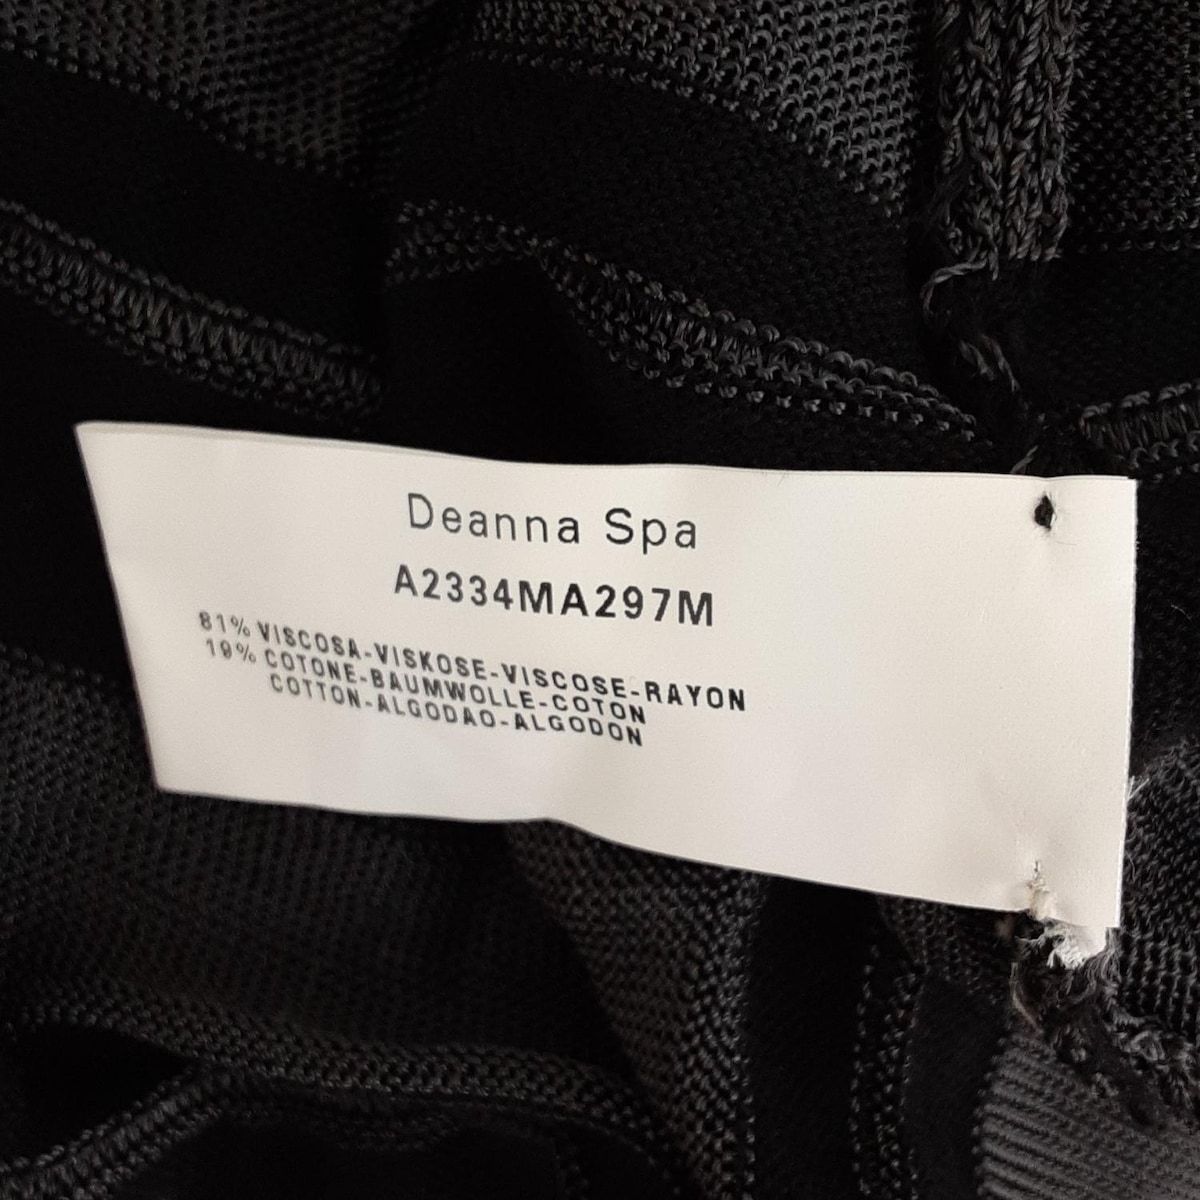 Deanna Spa
A2334MA297M
81% VISCOSA-VISKOSE-VISCOSE-RAYON
19% COTONE-BAUMWOLLE-COTON
COTTON-ALGODAO-ALGODON